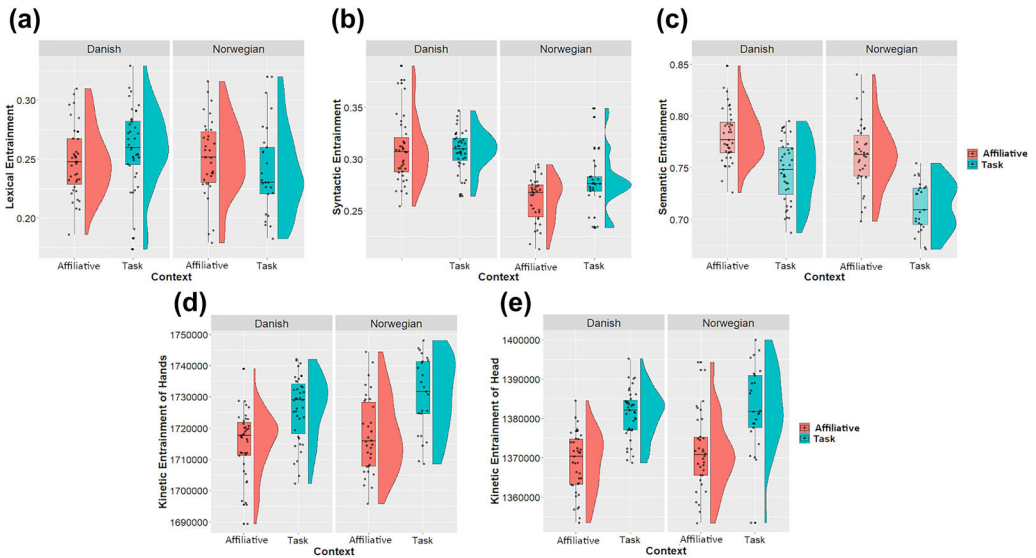 (a)
Danish Norwegian
Lexical Entrainment
0.30
0.25
0.20
Affiliative Task Affiliative Task
Context
(b)
Danish Norwegian
Syntactic Entrainment
0.35
0.30
0.25
Task Affiliative Task
Context
(c)
Danish Norwegian
Semantic Entrainment
0.85
0.80
0.75
0.70
Affiliative Task Affiliative Task
Context
Affiliative
Task
(d)
Danish Norwegian
Kinetic Entrainment of Hands
1750000
1740000
1730000
1720000
1710000
1700000
1690000
Affiliative Task Affiliative Task
Context
(e)
Danish Norwegian
Kinetic Entrainment of Head
1400000
1390000
1380000
1370000
1360000
Affiliative Task Affiliative Task
Context
Affiliative
Task